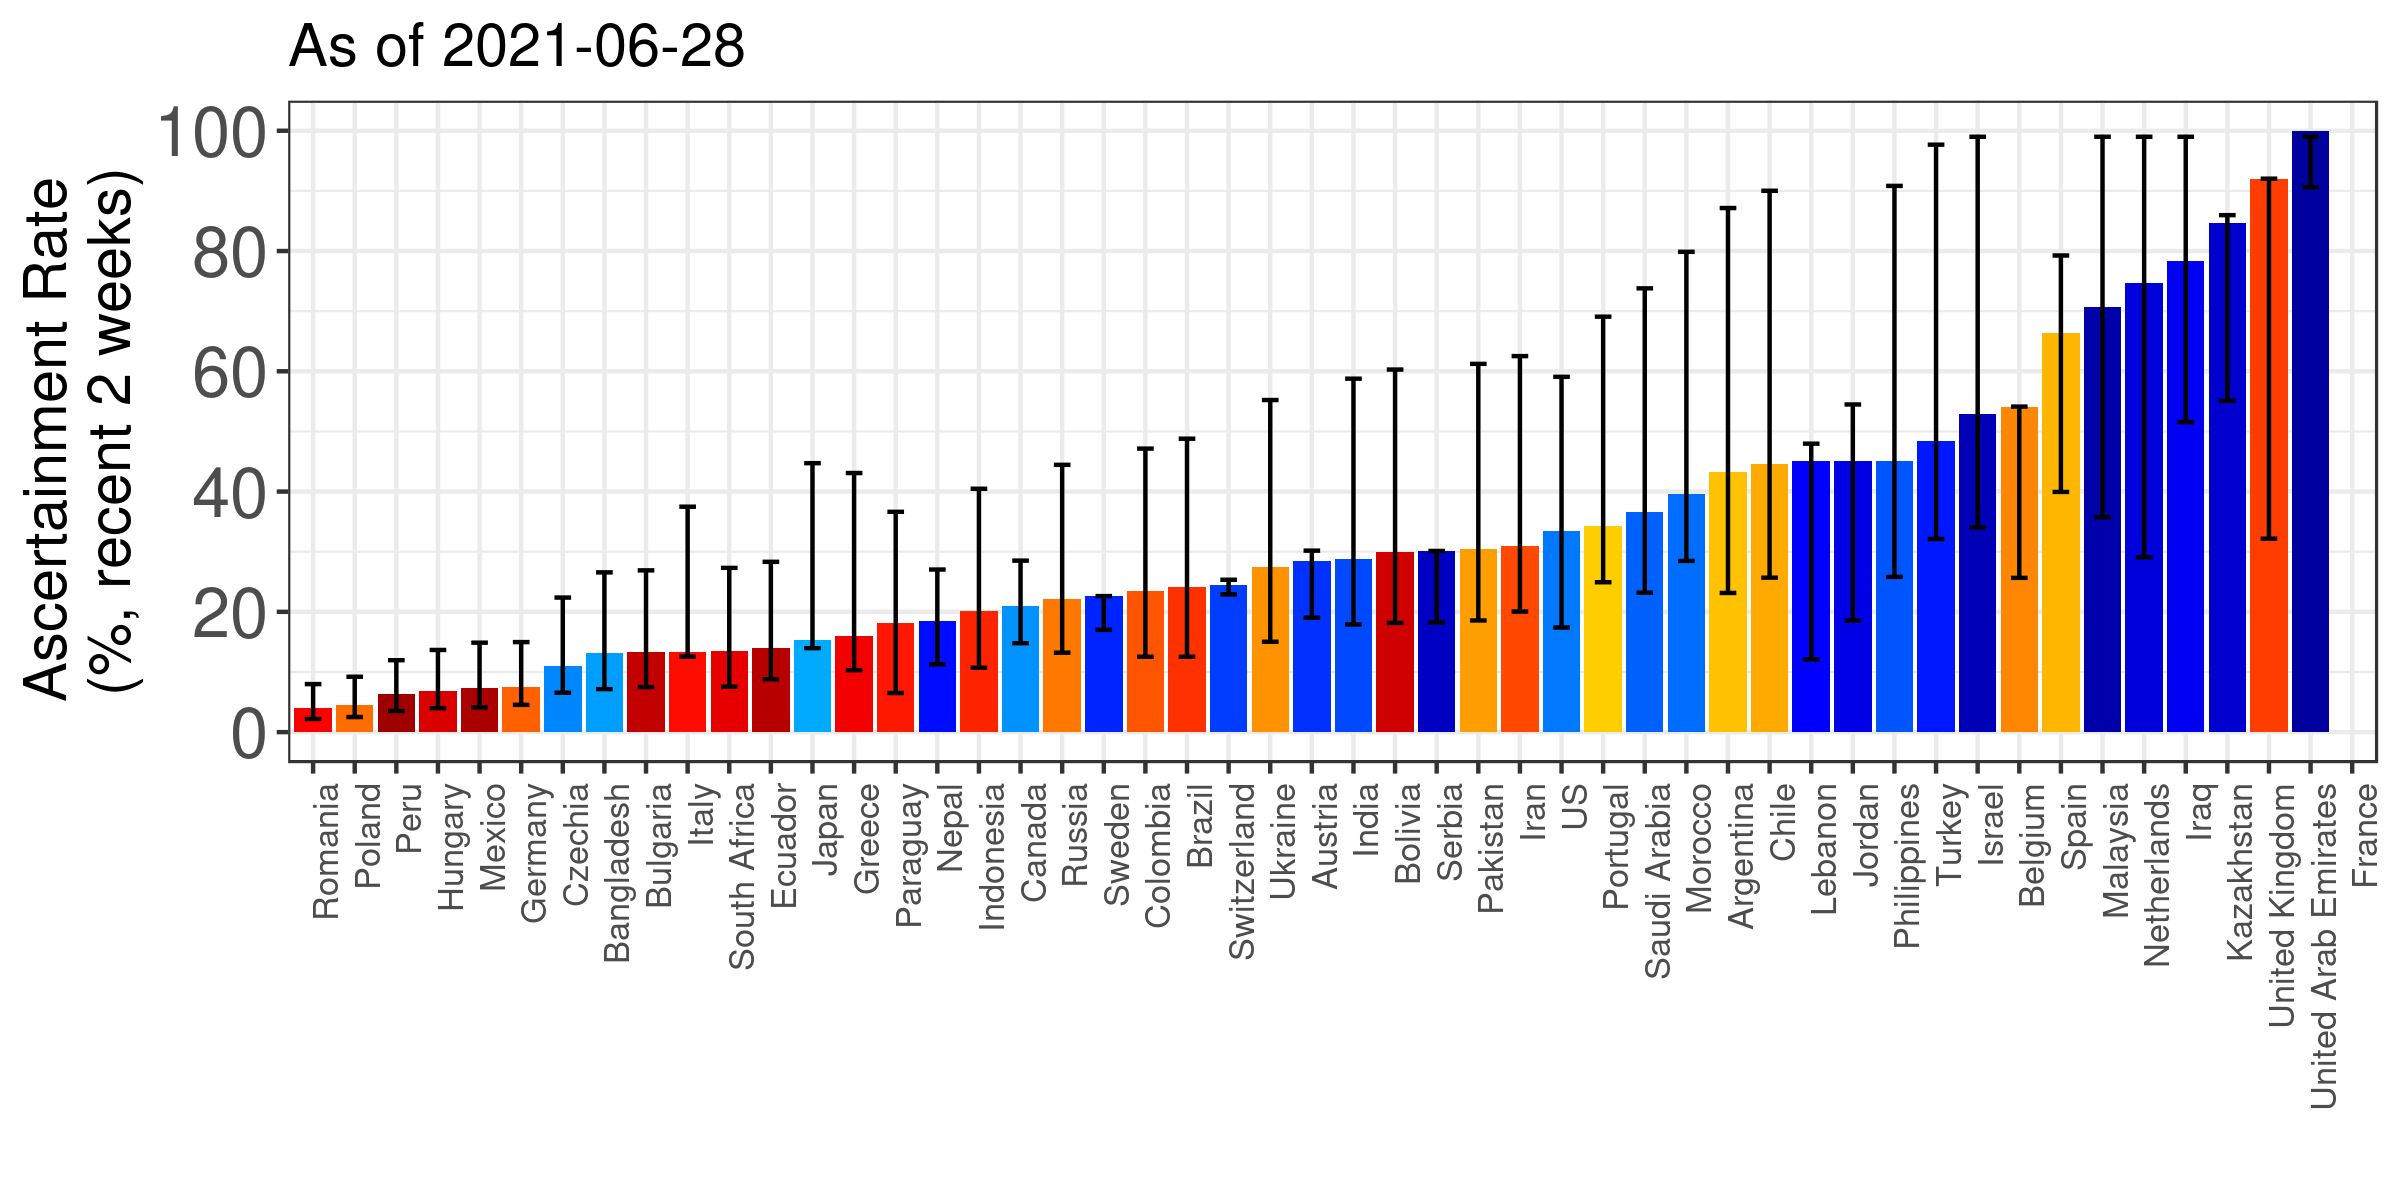 As of 2021-06-28
Ascertainment Rate
(%, recent 2 weeks)
100
80
60
40
20
0
Romania
Poland
Peru
Hungary
Mexico
Germany
Czechia
Bangladesh
Bulgaria
Italy
South Africa
Ecuador
Japan
Greece
Paraguay
Nepal
Indonesia
Canada
Russia
Sweden
Colombia
Brazil
Switzerland
Ukraine
Austria
India
Bolivia
Serbia
Pakistan
Iran
US
Portugal
Saudi Arabia
Morocco
Argentina
Chile
Lebanon
Jordan
Philippines
Turkey
Israel
Belgium
Spain
Malaysia
Netherlands
Iraq
Kazakhstan
United Kingdom
United Arab Emirates
France